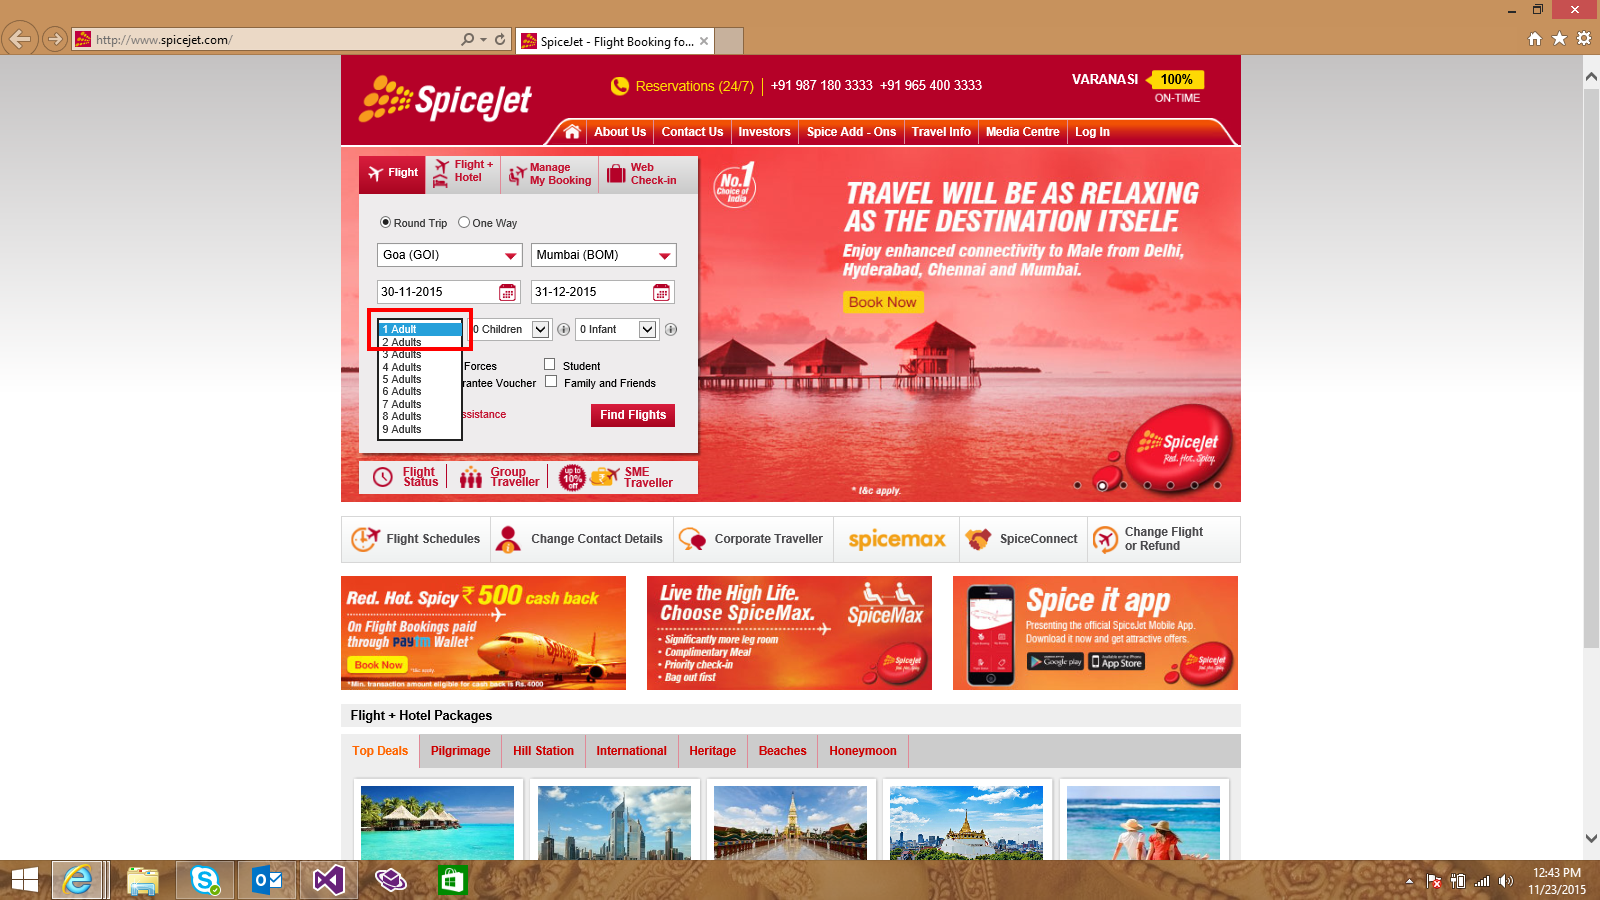 http://www.spicejet.com/
SpiceJet - Flight Booking fo...
SpiceJet
Reservations (24/7)
+91 987 180 3333 +91 965 400 3333
VARANASI
100%
ON-TIME
About Us
Contact Us
Investors
Spice Add - Ons
Travel Info
Media Centre
Log In
Flight
Flight +
Hotel
Manage
My Booking
Web
Check-in
Round Trip
One Way
Goa (GOI)
Mumbai (BOM)
30-11-2015
31-12-2015
1 Adult
2 Adults
3 Adults
4 Adults
5 Adults
6 Adults
7 Adults
8 Adults
9 Adults
0 Children
0 Infant
Forces
Student
rantee Voucher
Family and Friends
ssistance
Find Flights
Flight
Status
Group
Traveller
up to
10%
off
SME
Traveller
No.1
Choice of
India
TRAVEL WILL BE AS RELAXING
AS THE DESTINATION ITSELF.
Enjoy enhanced connectivity to Male from Delhi,
Hyderabad, Chennai and Mumbai.
Book Now
* t&c apply.
SpiceJet
Red. Hot. Spicy.
Flight Schedules
Change Contact Details
Corporate Traveller
spicemax
SpiceConnect
Change Flight
or Refund
Red. Hot. Spicy ₹ 500 cash back
On Flight Bookings paid
through paytm Wallet*
Book Now
*t&c apply
*Min. transaction amount eligible for cash back is Rs. 4000
SpiceJet
Live the High Life.
Choose SpiceMax.
• Significantly more leg room
• Complimentary Meal
• Priority check-in
• Bag out first
SpiceMax
SpiceJet
Spice it app
Presenting the official SpiceJet Mobile App.
Download it now and get attractive offers.
Google play
App Store
SpiceJet
Flight + Hotel Packages
Top Deals
Pilgrimage
Hill Station
International
Heritage
Beaches
Honeymoon
12:43 PM
11/23/2015